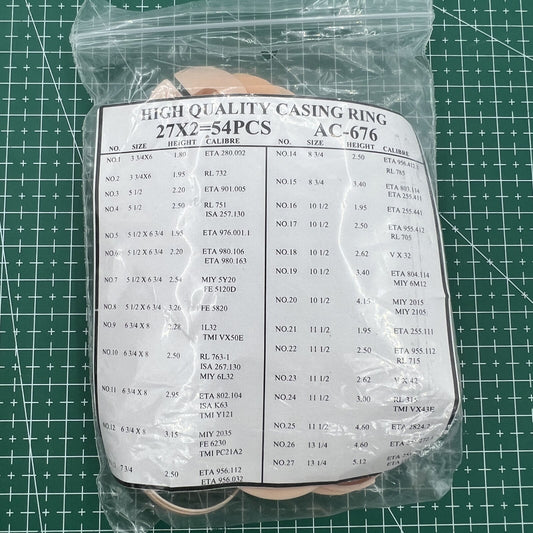 HIGH QUALITY CASING RING
27X2=54PCS AC-676
NO. SIZE HEIGHT CALIBRE
NO.1 3 3/4X6 1.80 ETA 280.002
NO.2 3 3/4X6 1.95 RL 732
NO.3 5 1/2 2.20 ETA 901.005
NO.4 5 1/2 2.50 RL 751
ISA 257.130
NO.5 5 1/2 X 6 3/4 1.95 ETA 976.001.1
NO.6 5 1/2 X 6 3/4 2.20 ETA 980.106
ETA 980.163
NO.7 5 1/2 X 6 3/4 2.54 MIY 5Y20
FE 5120D
NO.8 5 1/2 X 6 3/4 3.26 FE 5820
NO.9 6 3/4 X 8 2.28 1L32
TMI VX50E
NO.10 6 3/4 X 8 2.50 RL 763-1
ISA 267.130
MIY 6L32
NO.11 6 3/4 X 8 2.95 ETA 802.104
ISA K63
TMI Y121
NO.12 6 3/4 X 8 3.15 MIY 2035
FE 6230
TMI PC21A2
7 3/4 2.50 ETA 956.112
ETA 956.032
NO. SIZE HEIGHT CALIBRE
NO.14 8 3/4 2.50 ETA 956.412
RL 785
NO.15 8 3/4 3.40 ETA 803.114
ETA 255.411
NO.16 10 1/2 1.95 ETA 255.441
NO.17 10 1/2 2.50 ETA 955.412
RL 705
NO.18 10 1/2 2.62 V X 32
NO.19 10 1/2 3.40 ETA 804.114
MIY 6M12
NO.20 10 1/2 4.15 MIY 2015
MIY 2105
NO.21 11 1/2 1.95 ETA 255.111
NO.22 11 1/2 2.50 ETA 955.112
RL 715
NO.23 11 1/2 2.62 V X 42
NO.24 11 1/2 3.00 RL 315
TMI VX43E
NO.25 11 1/2 4.60 ETA 2824.2
NO.26 13 1/4 4.60 ETA
NO.27 13 1/4 5.12